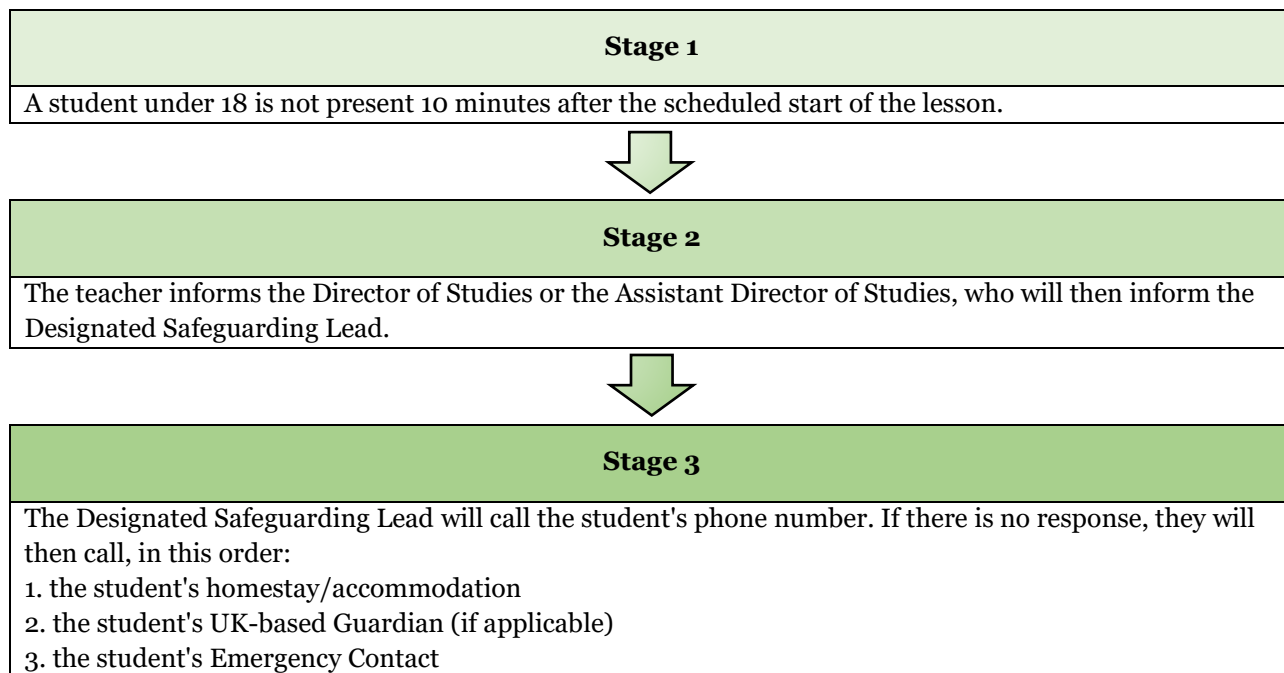 Stage 1
A student under 18 is not present 10 minutes after the scheduled start of the lesson.
Stage 2
The teacher informs the Director of Studies or the Assistant Director of Studies, who will then inform the
Designated Safeguarding Lead.
Stage 3
The Designated Safeguarding Lead will call the student's phone number. If there is no response, they will
then call, in this order:
1. the student's homestay/accommodation
2. the student's UK-based Guardian (if applicable)
3. the student's Emergency Contact